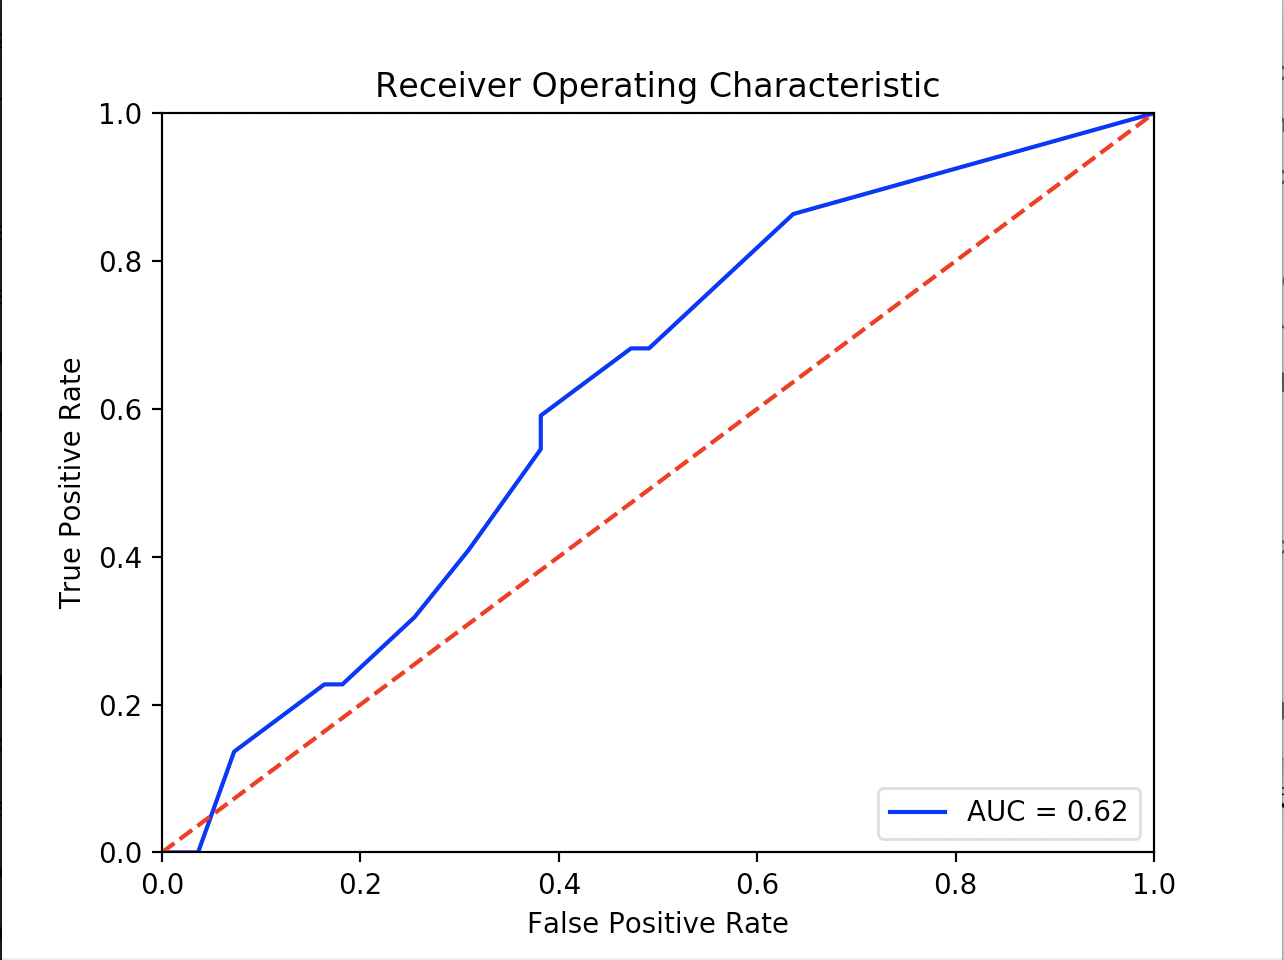 Receiver Operating Characteristic
1.0
0.8
0.6
0.4
0.2
0.0
True Positive Rate
AUC = 0.62
0.0 0.2 0.4 0.6 0.8 1.0
False Positive Rate